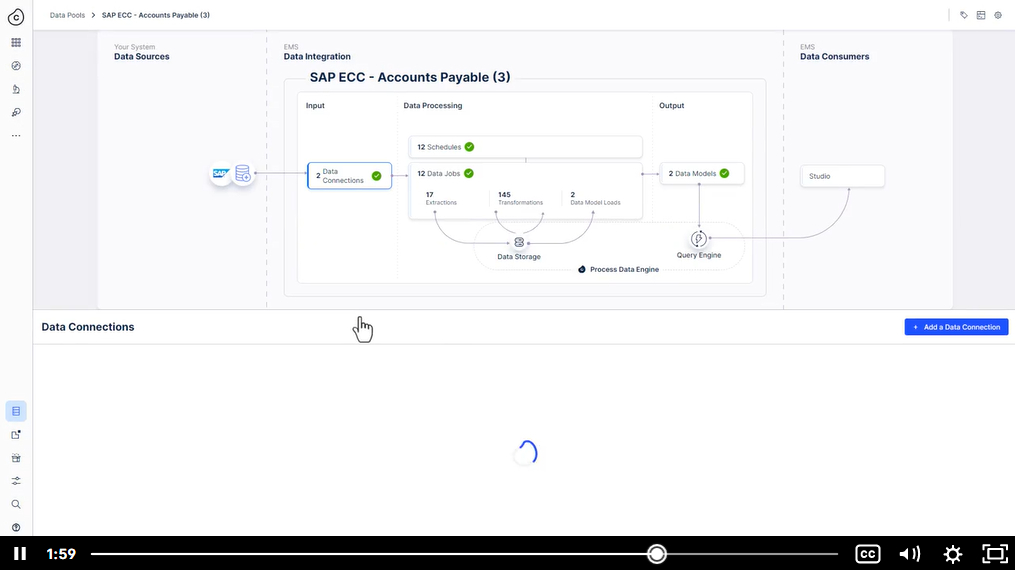 Data Pools > SAP ECC - Accounts Payable (3)
Your System
Data Sources
EMS
Data Integration
EMS
Data Consumers
SAP ECC - Accounts Payable (3)
Input
Data Processing
Output
12 Schedules
2 Data
Connections
12 Data Jobs
2 Data Models
Studio
SAP
17
Extractions
145
Transformations
2
Data Model Loads
Data Storage
Query Engine
Process Data Engine
Data Connections
+ Add a Data Connection
1:59
CC